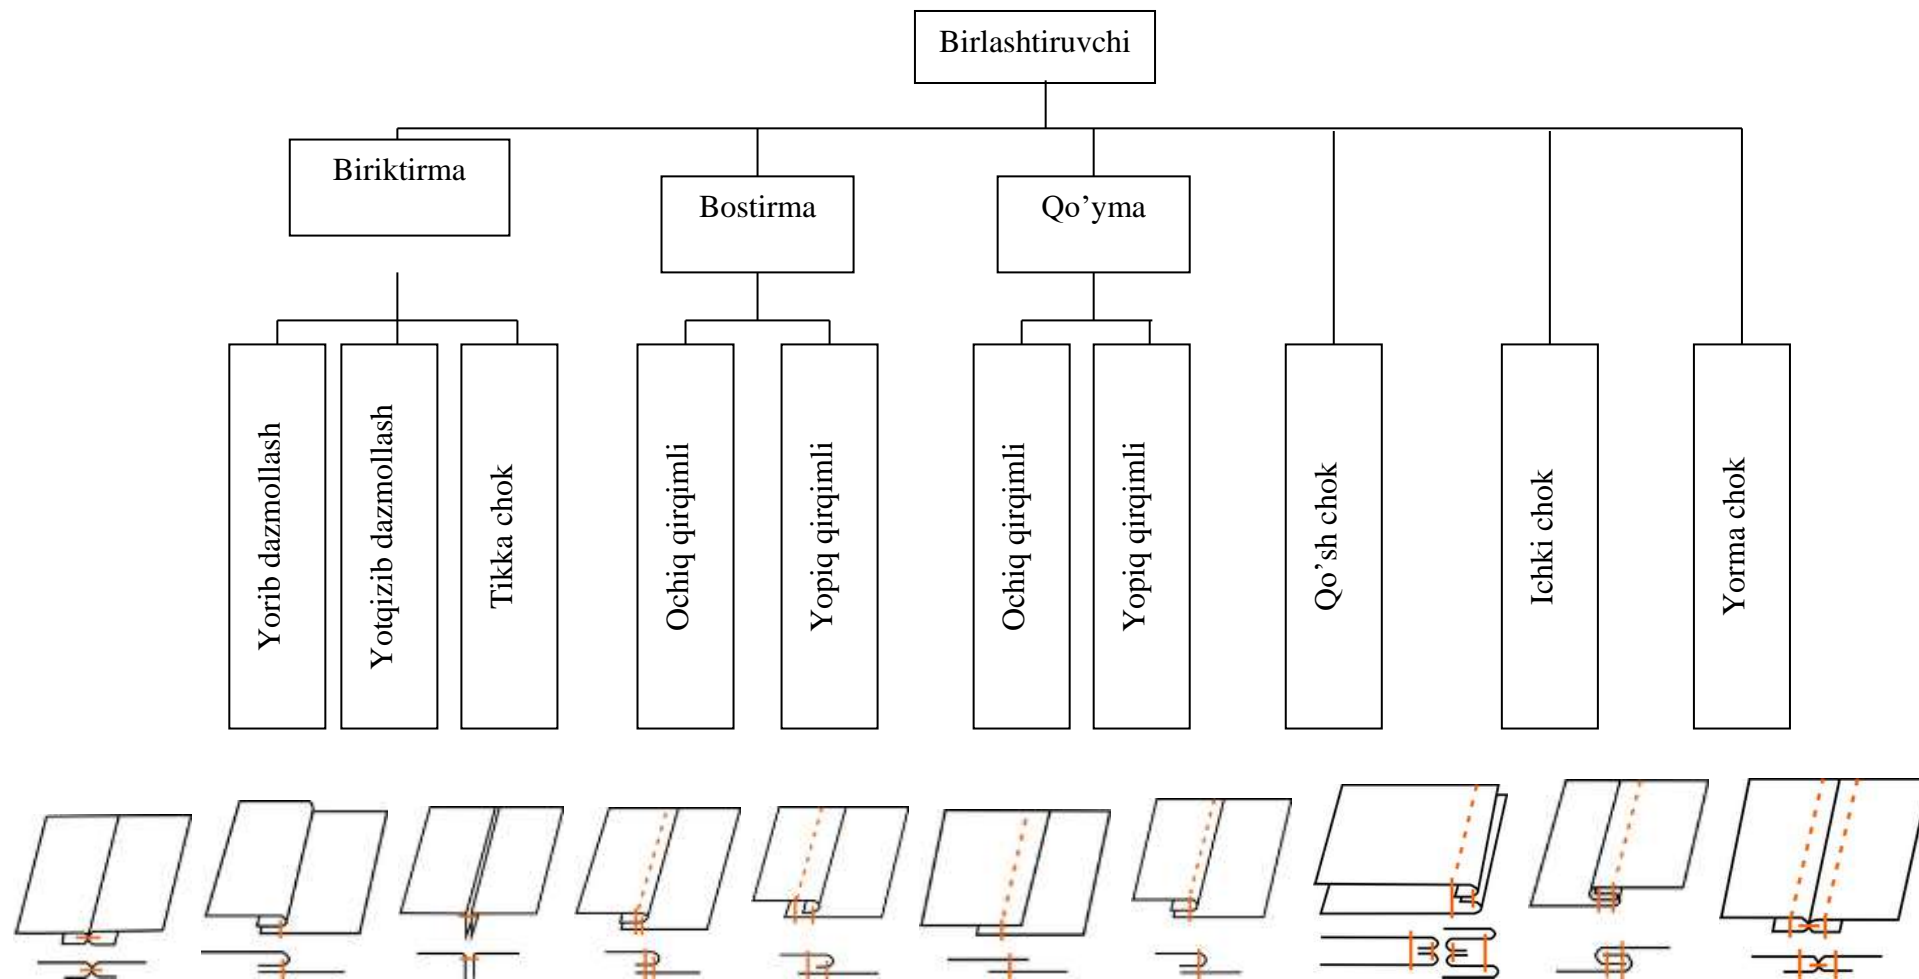 Birlashtiruvchi
Biriktirma
Bostirma
Qo’yma
Yorib dazmollash
Yotqizib dazmollash
Tikka chok
Ochiq qirqimli
Yopiq qirqimli
Ochiq qirqimli
Yopiq qirqimli
Qo’sh chok
Ichki chok
Yorma chok